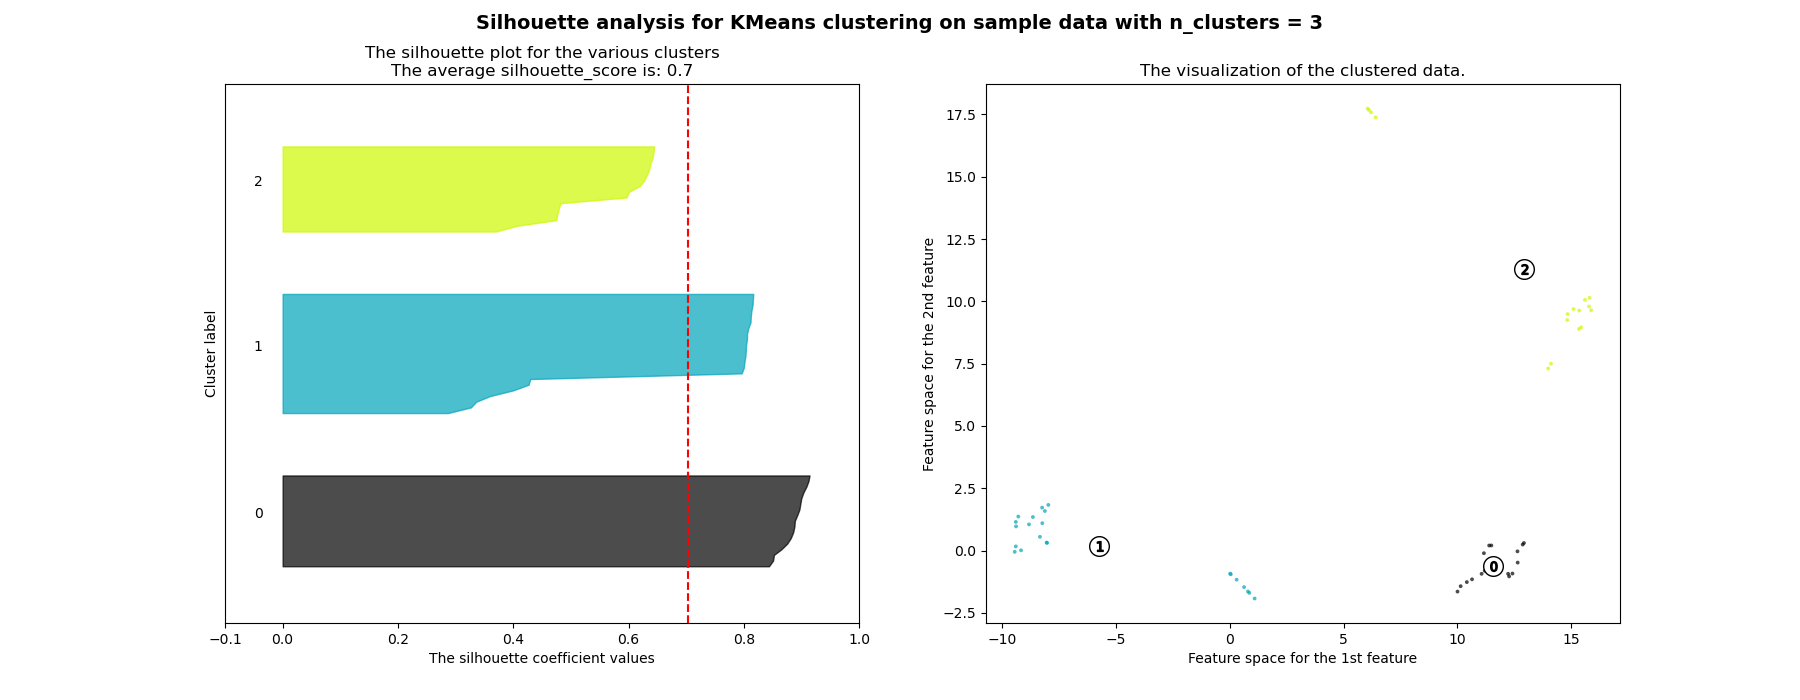 Silhouette analysis for KMeans clustering on sample data with n_clusters = 3
The silhouette plot for the various clusters
The average silhouette_score is: 0.7
2
1
0
Cluster label
−0.1 0.0 0.2 0.4 0.6 0.8 1.0
The silhouette coefficient values
The visualization of the clustered data.
17.5
15.0
12.5
10.0
7.5
5.0
2.5
0.0
−2.5
Feature space for the 2nd feature
2
1
0
−10 −5 0 5 10 15
Feature space for the 1st feature